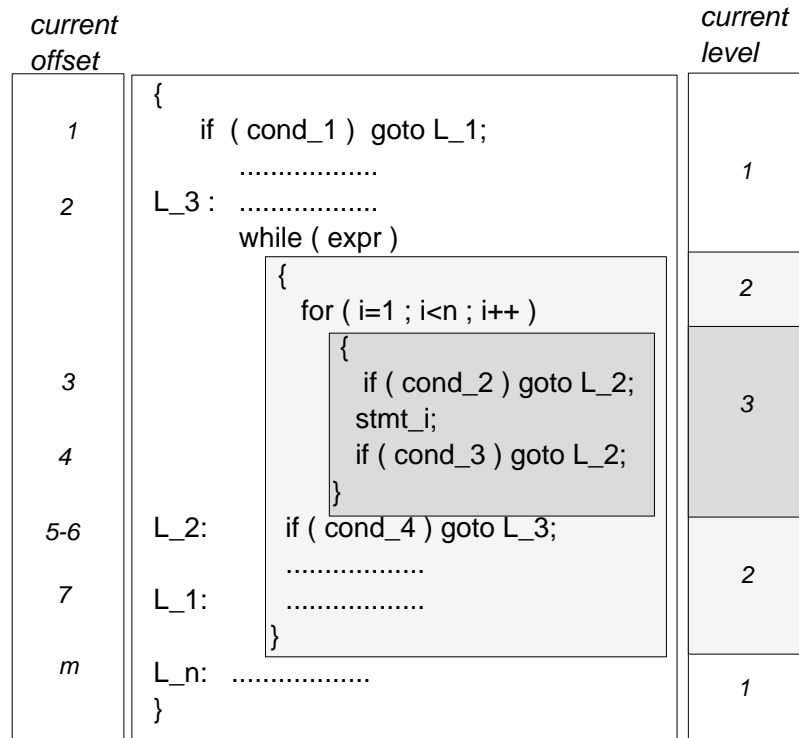 current offset
current level
{
1 if ( cond_1 ) goto L_1;
..................
1
2 L_3 : ..................
while ( expr )
{
2
for ( i=1 ; i<n ; i++ )
{
3 if ( cond_2 ) goto L_2;
3
stmt_i;
4 if ( cond_3 ) goto L_2;
}
5-6 L_2: if ( cond_4 ) goto L_3;
..................
2
7 L_1: ..................
}
m L_n: ..................
1
}